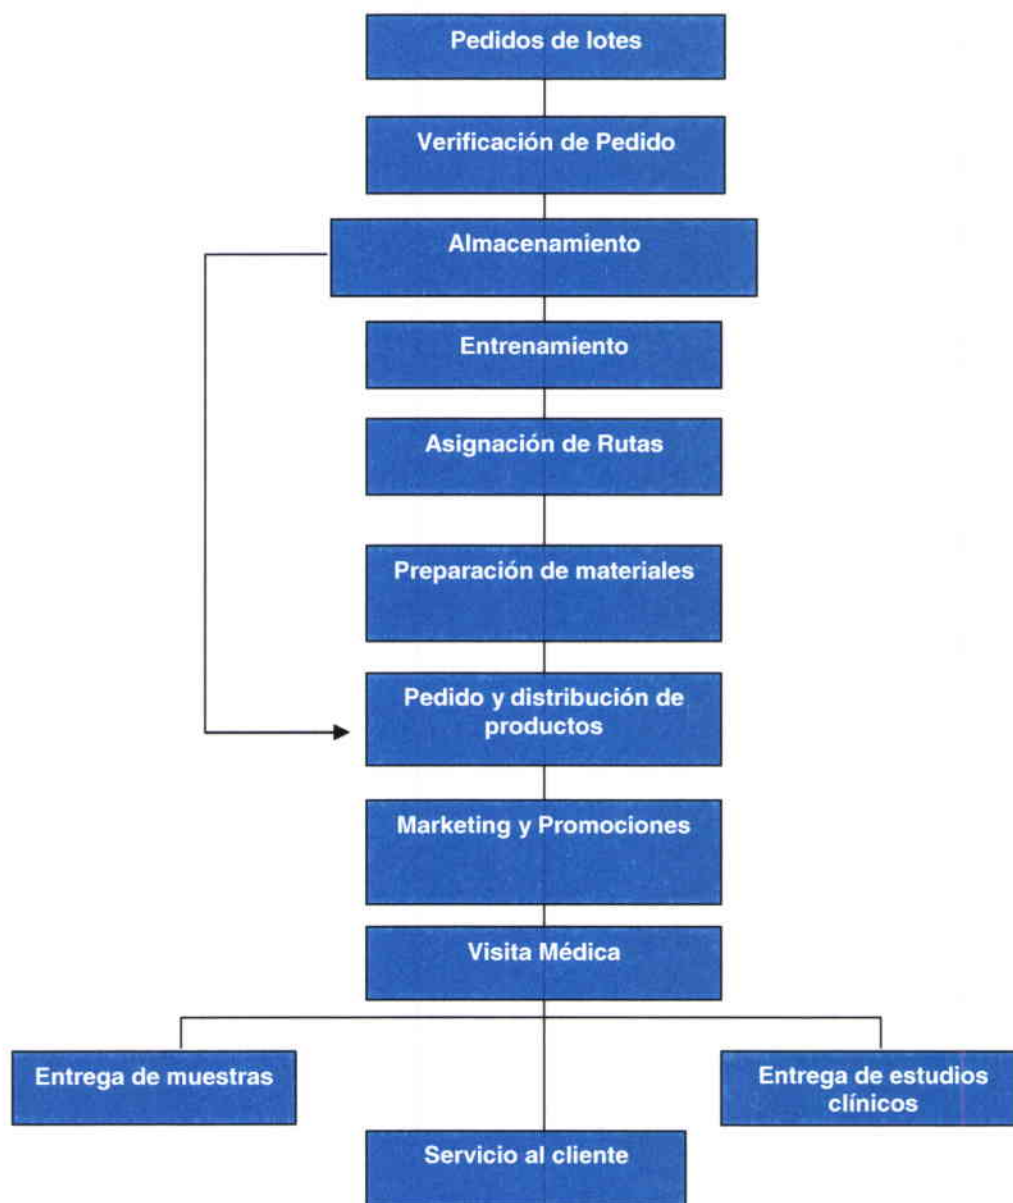 Pedidos de lotes
Verificación de Pedido
Almacenamiento
Entrenamiento
Asignación de Rutas
Preparación de materiales
Pedido y distribución de
productos
Marketing y Promociones
Visita Médica
Entrega de muestras
Entrega de estudios
clínicos
Servicio al cliente